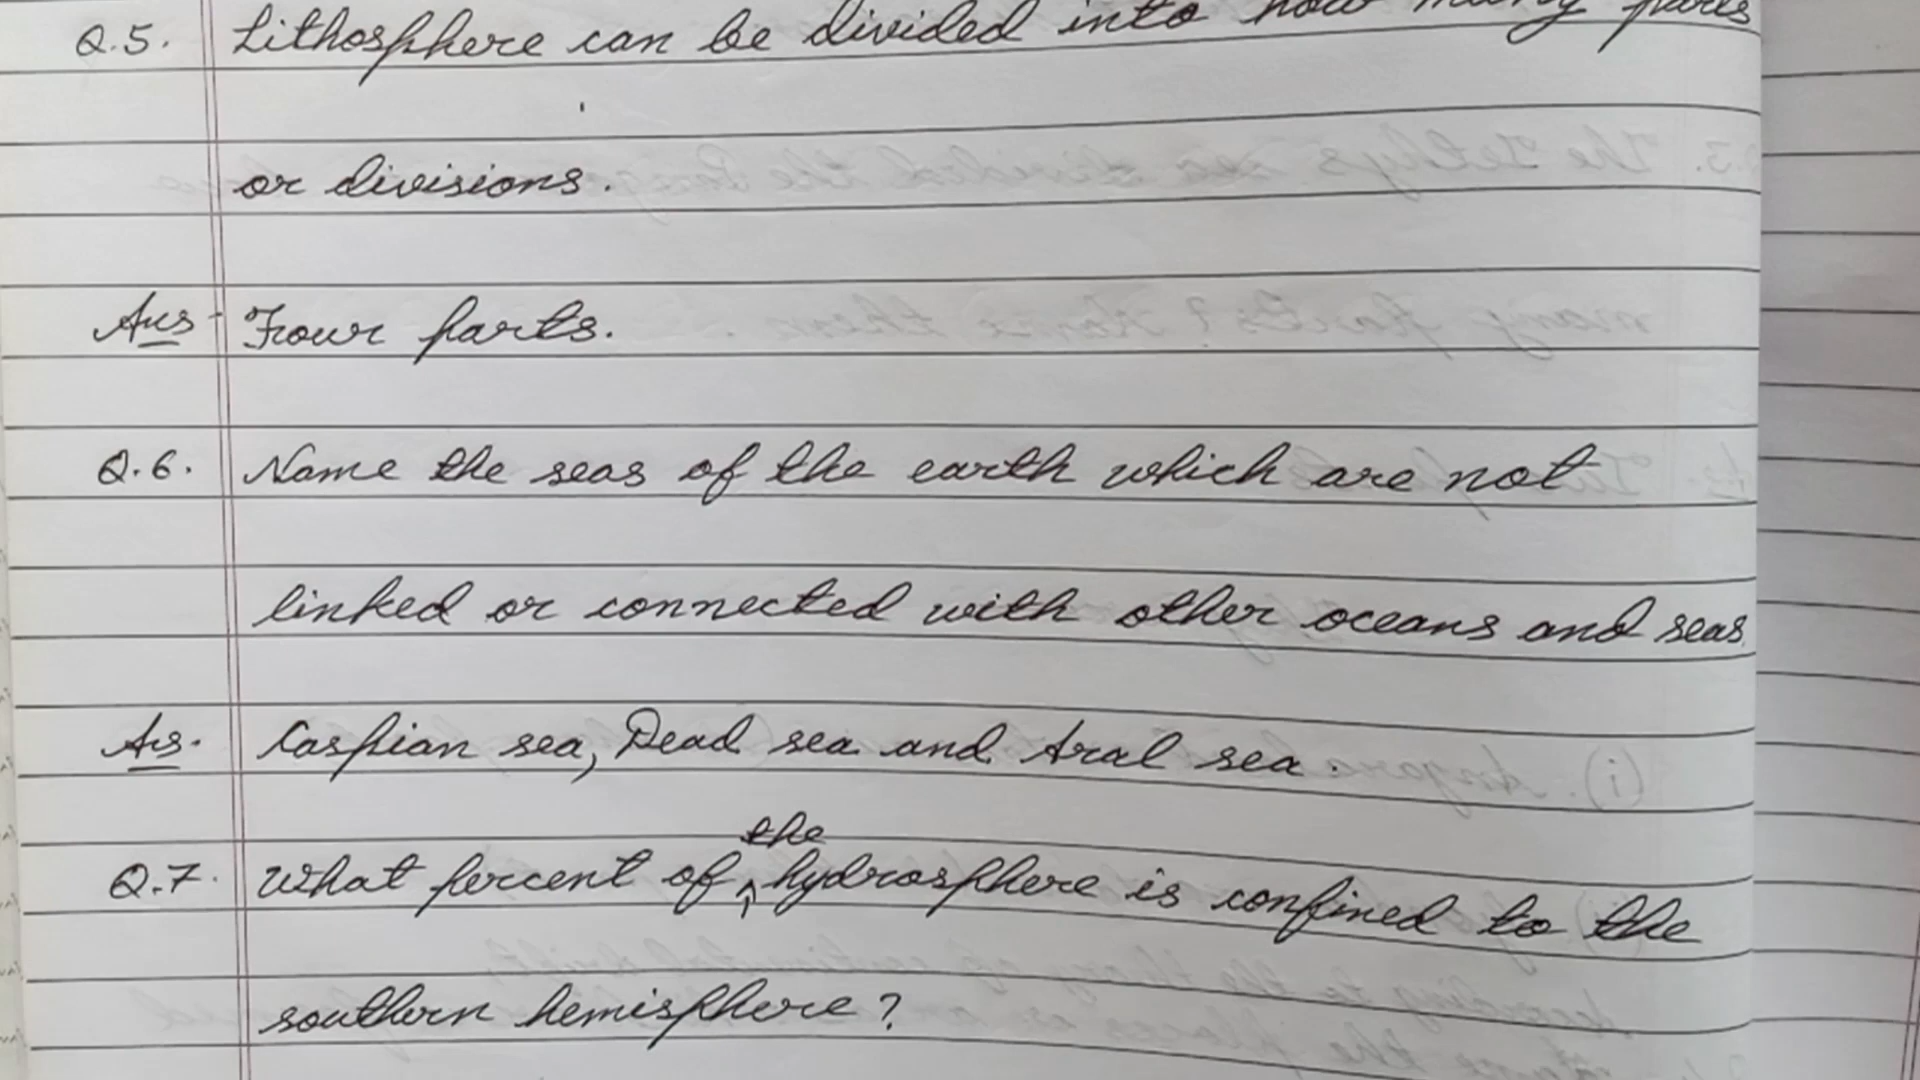 Q.5. Lithosphere can be divided into how many parts
or divisions.
Ans- Four parts.
Q.6. Name the seas of the earth which are not
linked or connected with other oceans and seas.
Ans. Caspian sea, Dead sea and Aral sea.
the
Q.7. What percent of ^ hydrosphere is confined to the
southern hemisphere?